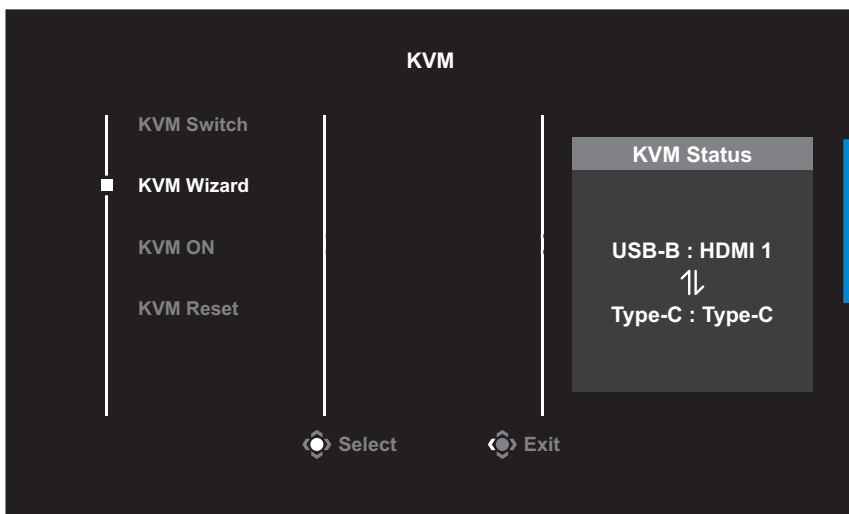 KVM
KVM Switch
KVM Wizard
KVM ON
KVM Reset
KVM Status
USB-B : HDMI 1
Type-C : Type-C
Select
Exit